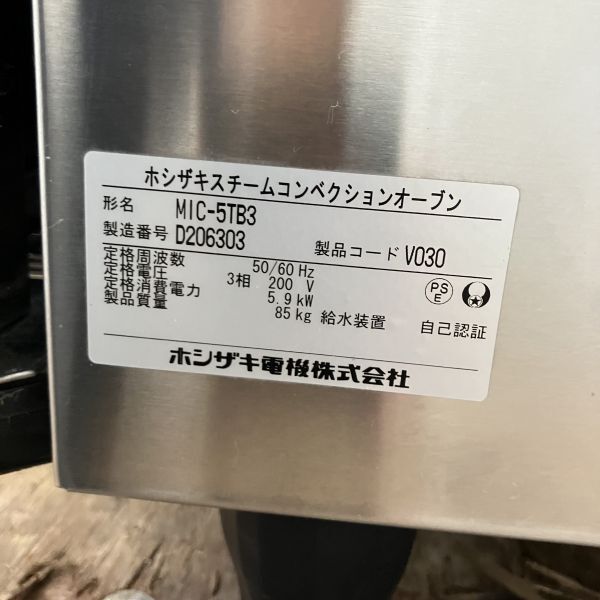 ホシザキスチームコンベクションオーブン
形名 MIC-5TB3
製造番号 D206303 製品コード V030
定格周波数 50/60 Hz
定格電圧 3相 200 V
定格消費電力 5.9 kW
製品質量 85kg 給水装置 自己認証
PS
E
ホシザキ電機株式会社